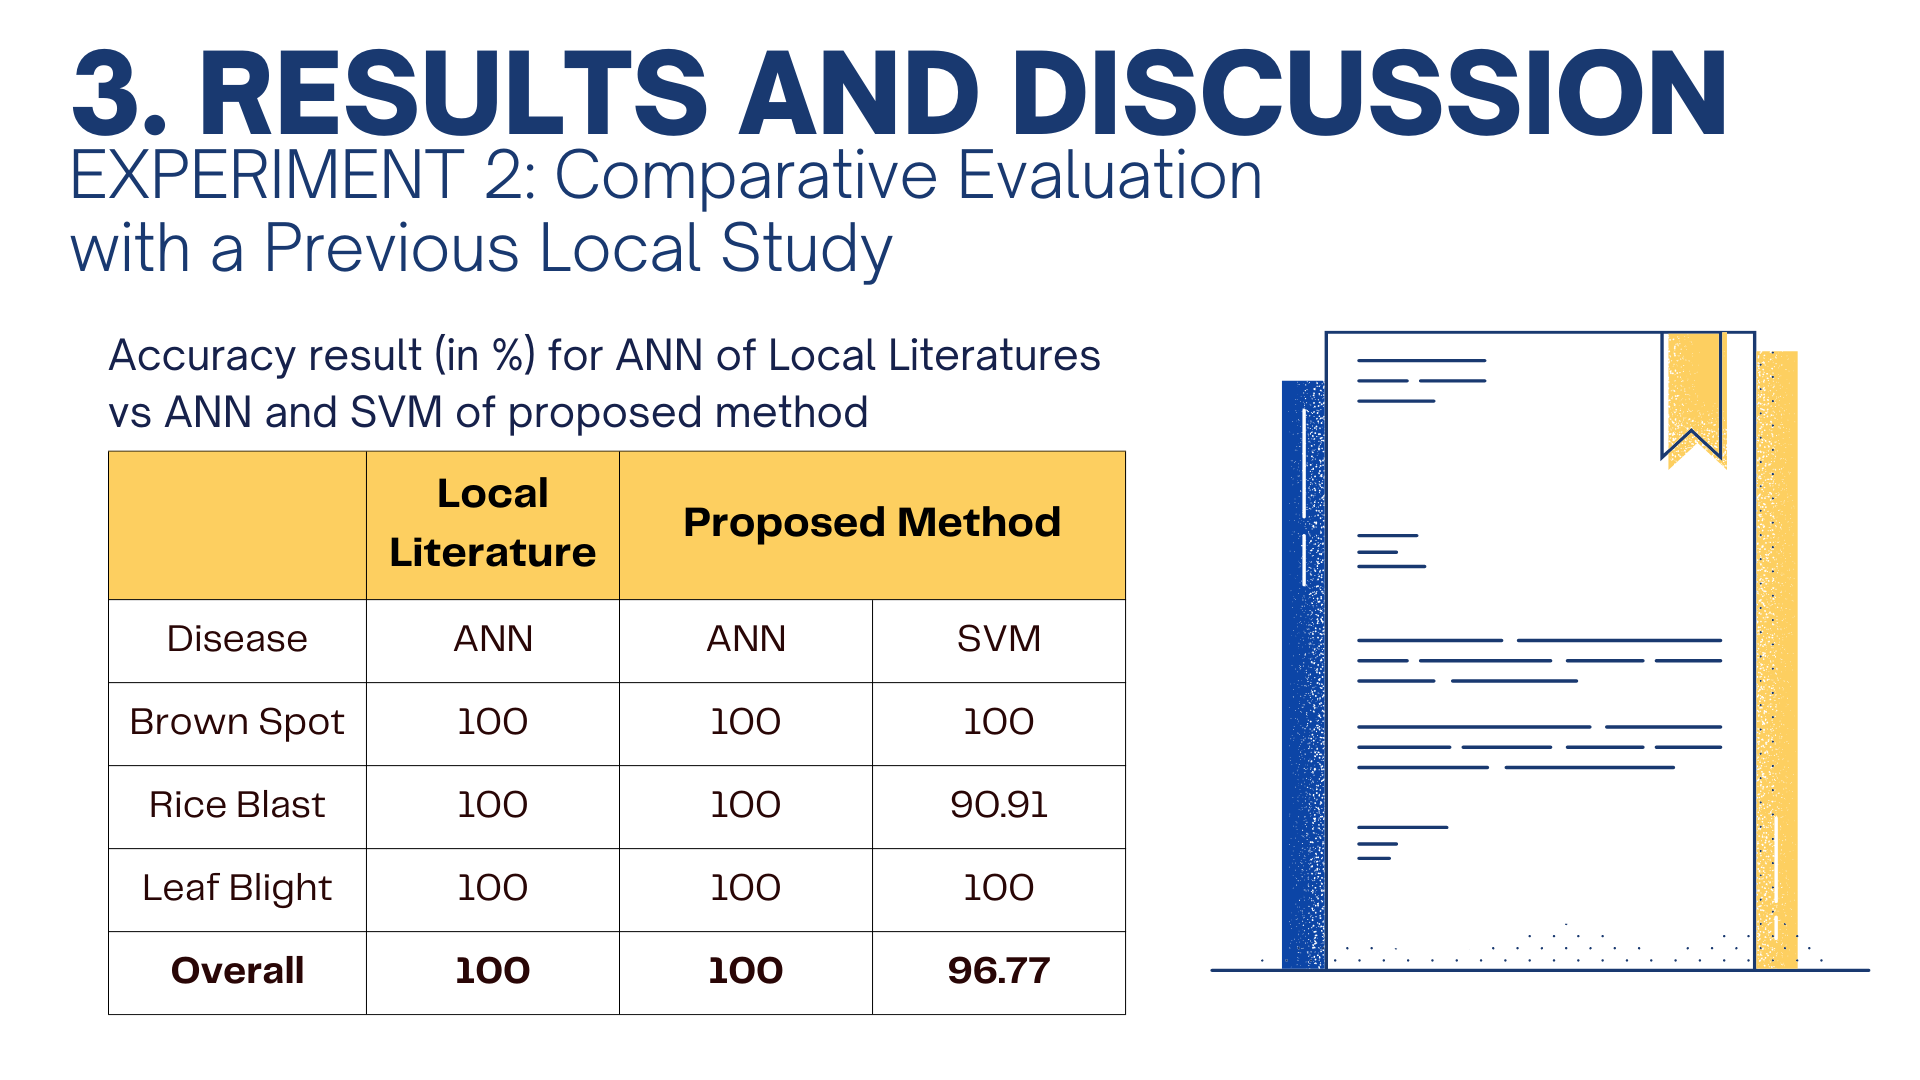 3. RESULTS AND DISCUSSION
EXPERIMENT 2: Comparative Evaluation
with a Previous Local Study
Accuracy result (in %) for ANN of Local Literatures
vs ANN and SVM of proposed method
Local
Literature
Proposed Method
Disease ANN ANN SVM
Brown Spot 100 100 100
Rice Blast 100 100 90.91
Leaf Blight 100 100 100
Overall 100 100 96.77